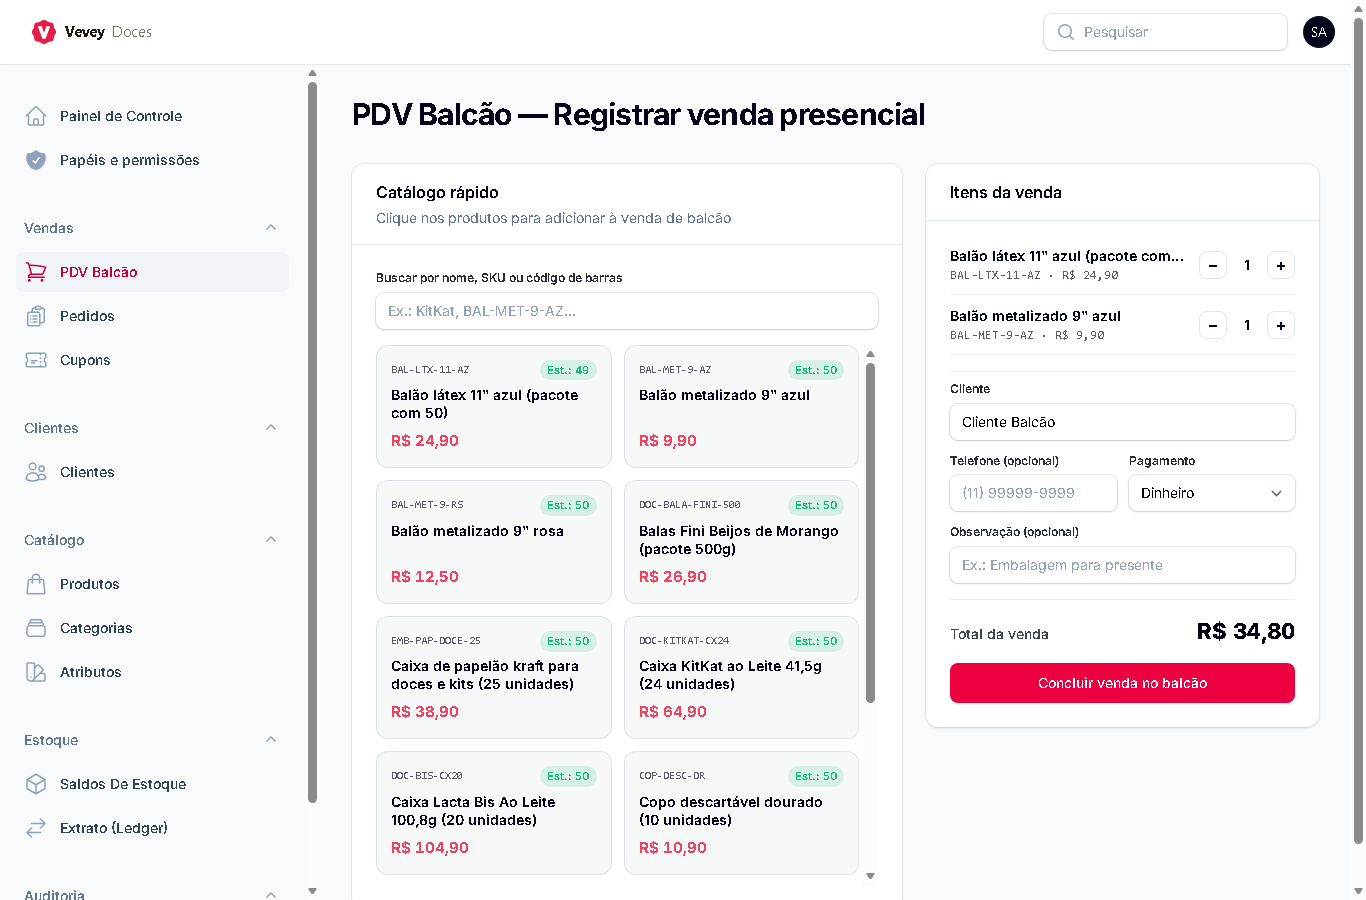 Vevey Doces
Pesquisar
SA
Painel de Controle
Papéis e permissões
Vendas
PDV Balcão
Pedidos
Cupons
Clientes
Clientes
Catálogo
Produtos
Categorias
Atributos
Estoque
Saldos De Estoque
Extrato (Ledger)
Auditoria
PDV Balcão — Registrar venda presencial
Catálogo rápido
Clique nos produtos para adicionar à venda de balcão
Buscar por nome, SKU ou código de barras
Ex.: KitKat, BAL-MET-9-AZ...
BAL-LTX-11-AZ
Est.: 49
Balão látex 11” azul (pacote
com 50)
R$ 24,90
BAL-MET-9-AZ
Est.: 50
Balão metalizado 9” azul
R$ 9,90
BAL-MET-9-RS
Est.: 50
Balão metalizado 9” rosa
R$ 12,50
DOC-BALA-FINI-500
Est.: 50
Balas Fini Beijos de Morango
(pacote 500g)
R$ 26,90
EMB-PAP-DOCE-25
Est.: 50
Caixa de papelão kraft para
doces e kits (25 unidades)
R$ 38,90
DOC-KITKAT-CX24
Est.: 50
Caixa KitKat ao Leite 41,5g
(24 unidades)
R$ 64,90
DOC-BIS-CX20
Est.: 50
Caixa Lacta Bis Ao Leite
100,8g (20 unidades)
R$ 104,90
COP-DESC-DR
Est.: 50
Copo descartável dourado
(10 unidades)
R$ 10,90
Itens da venda
Balão látex 11” azul (pacote com...
BAL-LTX-11-AZ · R$ 24,90
− 1 +
Balão metalizado 9” azul
BAL-MET-9-AZ · R$ 9,90
− 1 +
Cliente
Cliente Balcão
Telefone (opcional)
(11) 99999-9999
Pagamento
Dinheiro
Observação (opcional)
Ex.: Embalagem para presente
Total da venda
R$ 34,80
Concluir venda no balcão